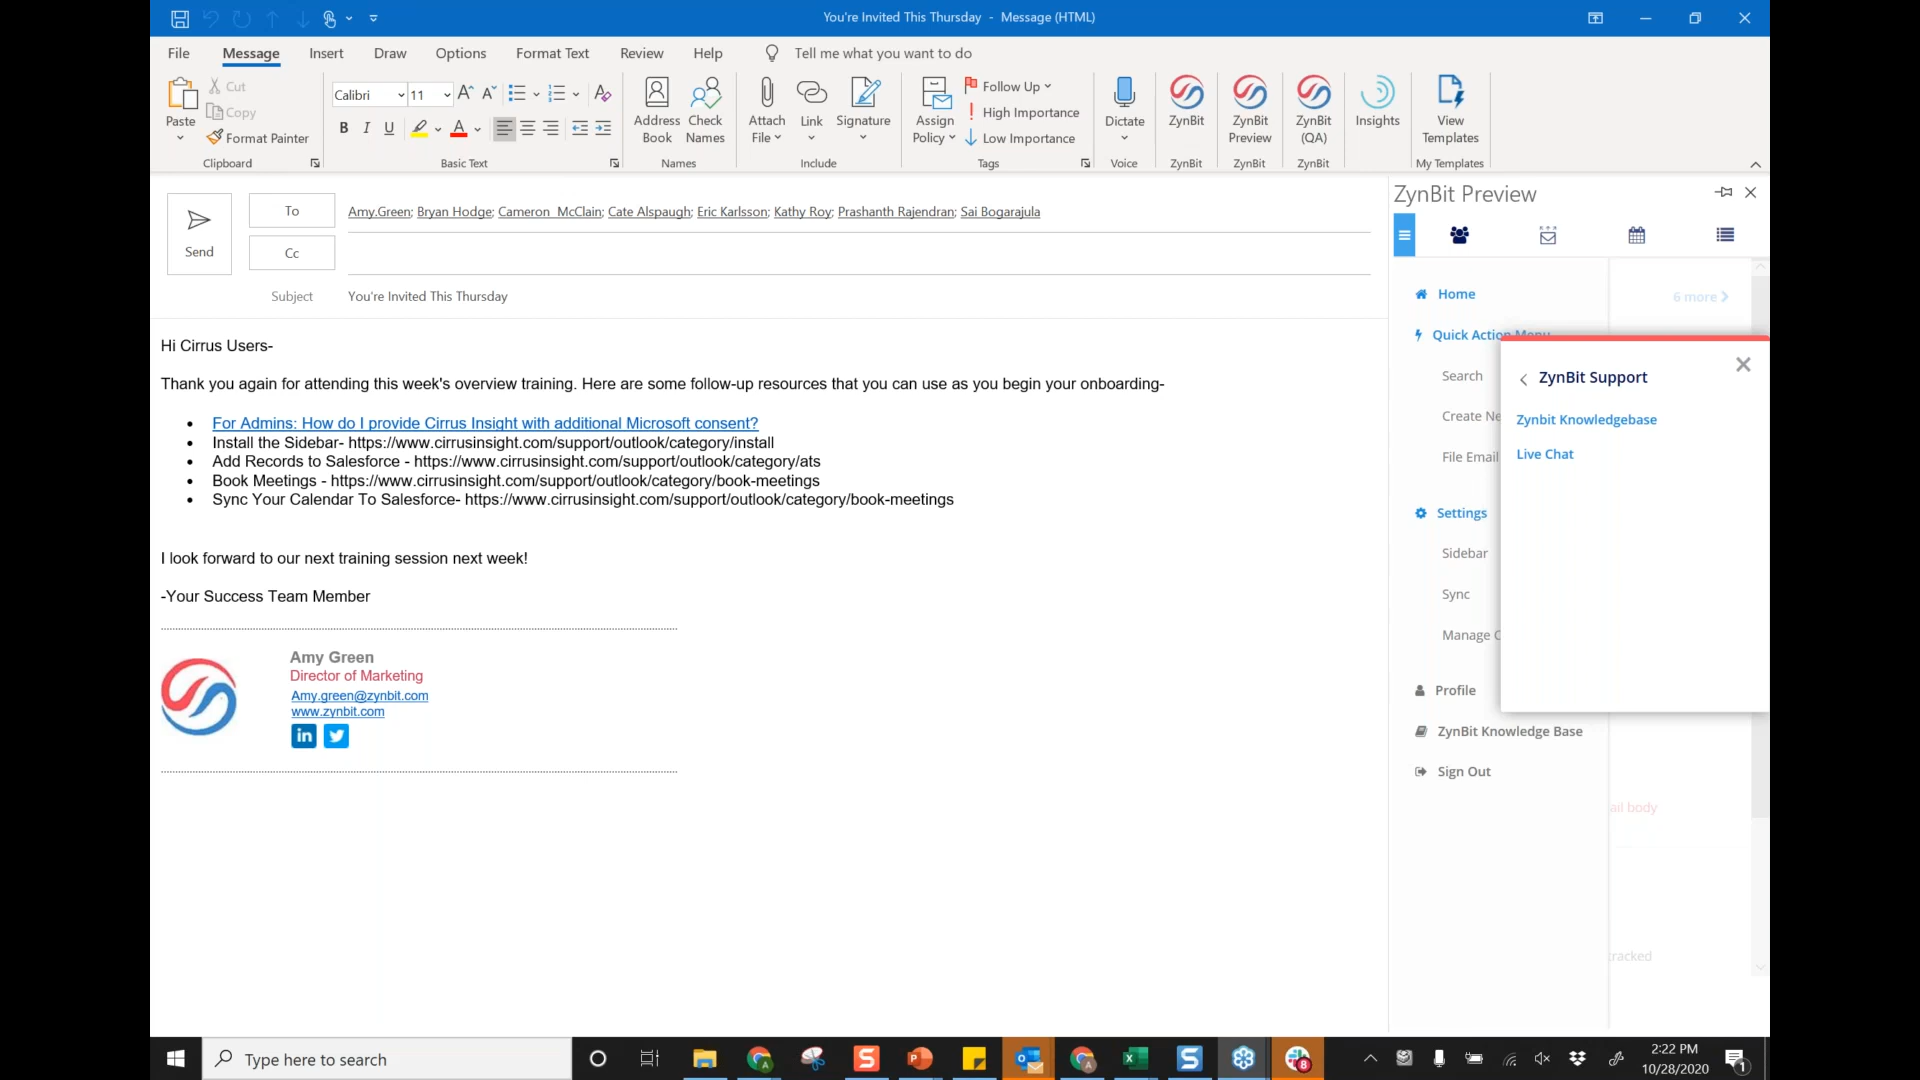 You're Invited This Thursday - Message (HTML)
File Message Insert Draw Options Format Text Review Help Tell me what you want to do
Paste
Cut
Copy
Format Painter
Clipboard
Calibri 11
B I U
Basic Text
Address Book
Check Names
Names
Attach File
Link
Signature
Include
Assign Policy
Follow Up
High Importance
Low Importance
Tags
Dictate
Voice
ZynBit
ZynBit
ZynBit Preview
ZynBit
ZynBit (QA)
ZynBit
Insights
View Templates
My Templates
Send
To
Amy.Green; Bryan Hodge; Cameron McClain; Cate Alspaugh; Eric Karlsson; Kathy Roy; Prashanth Rajendran; Sai Bogarajula
Cc
Subject You're Invited This Thursday
Hi Cirrus Users-
Thank you again for attending this week's overview training. Here are some follow-up resources that you can use as you begin your onboarding-
• For Admins: How do I provide Cirrus Insight with additional Microsoft consent?
• Install the Sidebar- https://www.cirrusinsight.com/support/outlook/category/install
• Add Records to Salesforce - https://www.cirrusinsight.com/support/outlook/category/ats
• Book Meetings - https://www.cirrusinsight.com/support/outlook/category/book-meetings
• Sync Your Calendar To Salesforce- https://www.cirrusinsight.com/support/outlook/category/book-meetings
I look forward to our next training session next week!
-Your Success Team Member
Amy Green
Director of Marketing
Amy.green@zynbit.com
www.zynbit.com
in
ZynBit Preview
Home
6 more
Quick Action Menu
Search
Create Ne
File Email
Settings
Sidebar
Sync
Manage C
Profile
ZynBit Knowledge Base
Sign Out
ZynBit Support
Zynbit Knowledgebase
Live Chat
ail body
tracked
Type here to search
2:22 PM
10/28/2020
8
1